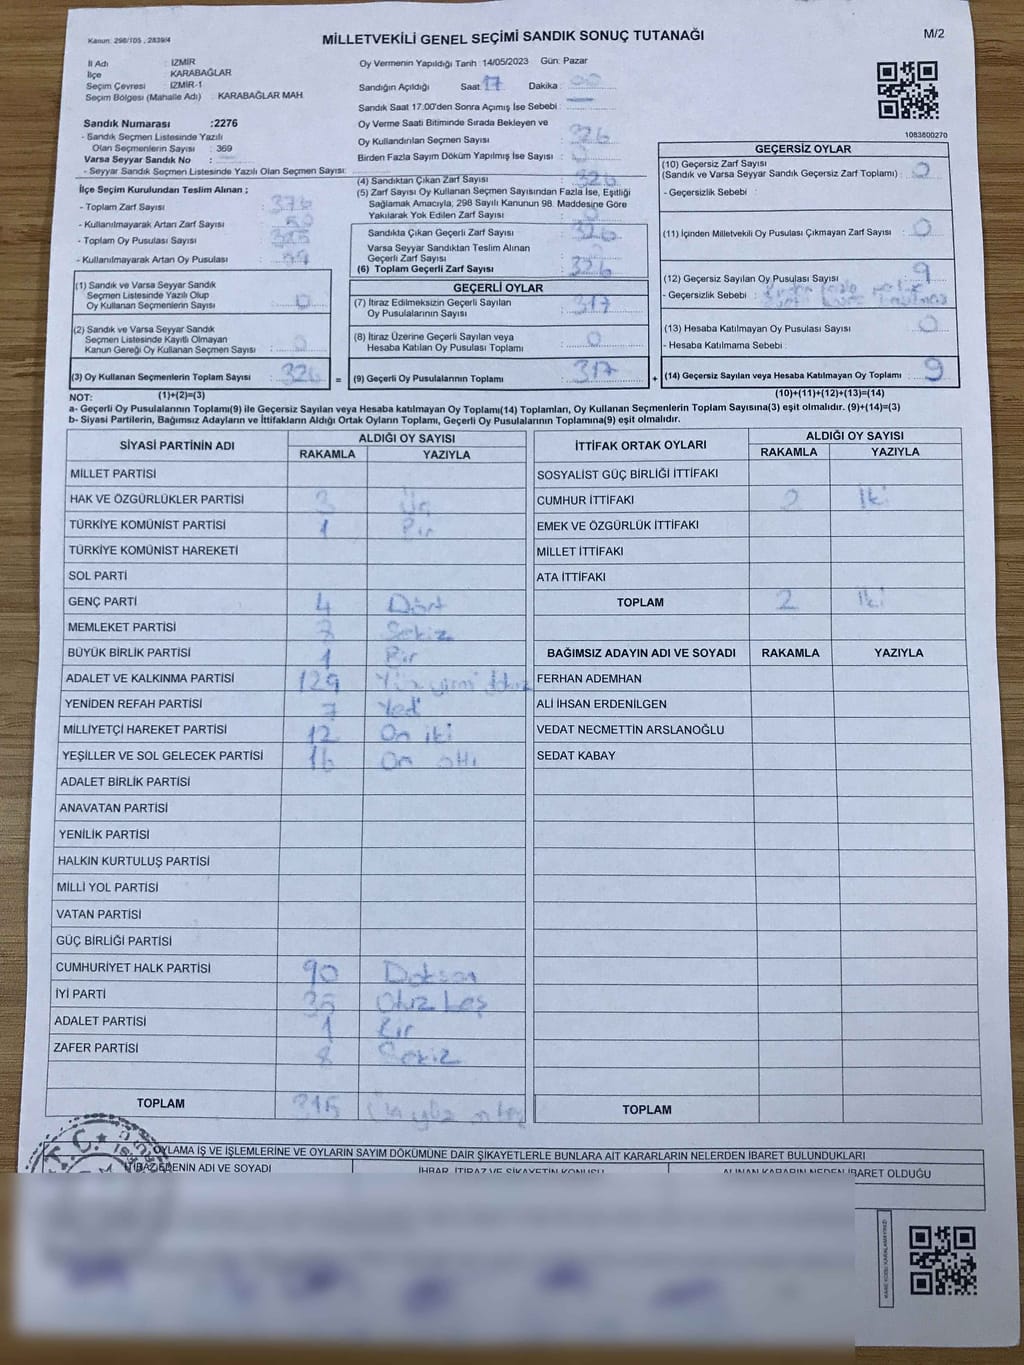 Kanun: 298/105 , 2839/4
MİLLETVEKİLİ GENEL SEÇİMİ SANDIK SONUÇ TUTANAĞI
M/2
İl Adı : İZMİR
İlçe : KARABAĞLAR
Seçim Çevresi : İZMİR-1
Seçim Bölgesi (Mahalle Adı) : KARABAĞLAR MAH.
Oy Vermenin Yapıldığı Tarih :14/05/2023 Gün: Pazar
Sandığın Açıldığı Saat: 17 Dakika : 00
Sandık Saat 17.00'den Sonra Açımış İse Sebebi :
Oy Verme Saati Bitiminde Sırada Bekleyen ve
Oy Kullandırılan Seçmen Sayısı : 326
Birden Fazla Sayım Döküm Yapılmış İse Sayısı :
1083800270
Sandık Numarası :2276
- Sandık Seçmen Listesinde Yazılı
Olan Seçmenlerin Sayısı : 369
Varsa Seyyar Sandık No :
- Seyyar Sandık Seçmen Listesinde Yazılı Olan Seçmen Sayısı:
İlçe Seçim Kurulundan Teslim Alınan ;
- Toplam Zarf Sayısı : 376
- Kullanılmayarak Artan Zarf Sayısı : 50
- Toplam Oy Pusulası Sayısı :
- Kullanılmayarak Artan Oy Pusulası :
(1) Sandık ve Varsa Seyyar Sandık
Seçmen Listesinde Yazılı Olup
Oy Kullanan Seçmenlerin Sayısı : 0
(2) Sandık ve Varsa Seyyar Sandık
Seçmen Listesinde Kayıtlı Olmayan
Kanun Gereği Oy Kullanan Seçmen Sayısı : 0
(3) Oy Kullanan Seçmenlerin Toplam Sayısı : 326
(4) Sandıktan Çıkan Zarf Sayısı : 326
(5) Zarf Sayısı Oy Kullanan Seçmen Sayısından Fazla İse, Eşitliği
Sağlamak Amacıyla, 298 Sayılı Kanunun 98. Maddesine Göre
Yakılarak Yok Edilen Zarf Sayısı : 0
Sandıkta Çıkan Geçerli Zarf Sayısı : 326
Varsa Seyyar Sandıktan Teslim Alınan
Geçerli Zarf Sayısı :
(6) Toplam Geçerli Zarf Sayısı : 326
GEÇERLİ OYLAR
(7) İtiraz Edilmeksizin Geçerli Sayılan
Oy Pusulalarının Sayısı : 317
(8) İtiraz Üzerine Geçerli Sayılan veya
Hesaba Katılan Oy Pusulası Toplamı : 0
= (9) Geçerli Oy Pusulalarının Toplamı : 317
GEÇERSİZ OYLAR
(10) Geçersiz Zarf Sayısı
(Sandık ve Varsa Seyyar Sandık Geçersiz Zarf Toplamı) : 0
- Geçersizlik Sebebi :
(11) İçinden Milletvekili Oy Pusulası Çıkmayan Zarf Sayısı : 0
(12) Geçersiz Sayılan Oy Pusulası Sayısı : 9
- Geçersizlik Sebebi :
(13) Hesaba Katılmayan Oy Pusulası Sayısı : 0
- Hesaba Katılmama Sebebi :
+ (14) Geçersiz Sayılan veya Hesaba Katılmayan Oy Toplamı : 9
NOT: (1)+(2)=(3)
(10)+(11)+(12)+(13)=(14)
a- Geçerli Oy Pusulalarının Toplamı(9) ile Geçersiz Sayılan veya Hesaba katılmayan Oy Toplamı(14) Toplamları, Oy Kullanan Seçmenlerin Toplam Sayısına(3) eşit olmalıdır. (9)+(14)=(3)
b- Siyasi Partilerin, Bağımsız Adayların ve İttifakların Aldığı Ortak Oyların Toplamı, Geçerli Oy Pusulalarının Toplamına(9) eşit olmalıdır.
SİYASİ PARTİNİN ADI ALDIĞI OY SAYISI
RAKAMLA YAZIYLA
MİLLET PARTİSİ
HAK VE ÖZGÜRLÜKLER PARTİSİ 3 Üç
TÜRKİYE KOMÜNİST PARTİSİ 1 Bir
TÜRKİYE KOMÜNİST HAREKETİ
SOL PARTİ
GENÇ PARTİ 4 Dört
MEMLEKET PARTİSİ Sekiz
BÜYÜK BİRLİK PARTİSİ 1 Bir
ADALET VE KALKINMA PARTİSİ 129 Yüz yirmi dokuz
YENİDEN REFAH PARTİSİ 7 Yedi
MİLLİYETÇİ HAREKET PARTİSİ 12 On iki
YEŞİLLER VE SOL GELECEK PARTİSİ 16 On altı
ADALET BİRLİK PARTİSİ
ANAVATAN PARTİSİ
YENİLİK PARTİSİ
HALKIN KURTULUŞ PARTİSİ
MİLLİ YOL PARTİSİ
VATAN PARTİSİ
GÜÇ BİRLİĞİ PARTİSİ
CUMHURİYET HALK PARTİSİ 90 Doksan
İYİ PARTİ 35 Otuz beş
ADALET PARTİSİ 1 Bir
ZAFER PARTİSİ 8 Sekiz
TOPLAM 315 Üçyüz on beş
İTTİFAK ORTAK OYLARI ALDIĞI OY SAYISI
RAKAMLA YAZIYLA
SOSYALİST GÜÇ BİRLİĞİ İTTİFAKI
CUMHUR İTTİFAKI 2 İki
EMEK VE ÖZGÜRLÜK İTTİFAKI
MİLLET İTTİFAKI
ATA İTTİFAKI
TOPLAM 2 İki
BAĞIMSIZ ADAYIN ADI VE SOYADI RAKAMLA YAZIYLA
FERHAN ADEMHAN
ALİ İHSAN ERDENİLGEN
VEDAT NECMETTİN ARSLANOĞLU
SEDAT KABAY
TOPLAM
OYLAMA İŞ VE İŞLEMLERİNE VE OYLARIN SAYIM DÖKÜMÜNE DAİR ŞİKAYETLERLE BUNLARA AİT KARARLARIN NELERDEN İBARET BULUNDUKLARI
İTİRAZ EDENİN ADI VE SOYADI İHBAR, İTİRAZ VE ŞİKAYETİN KONUSU ALINAN KARARIN NEDEN İBARET OLDUĞU
T.C.
KARE KODU KARALAMAYINIZ!